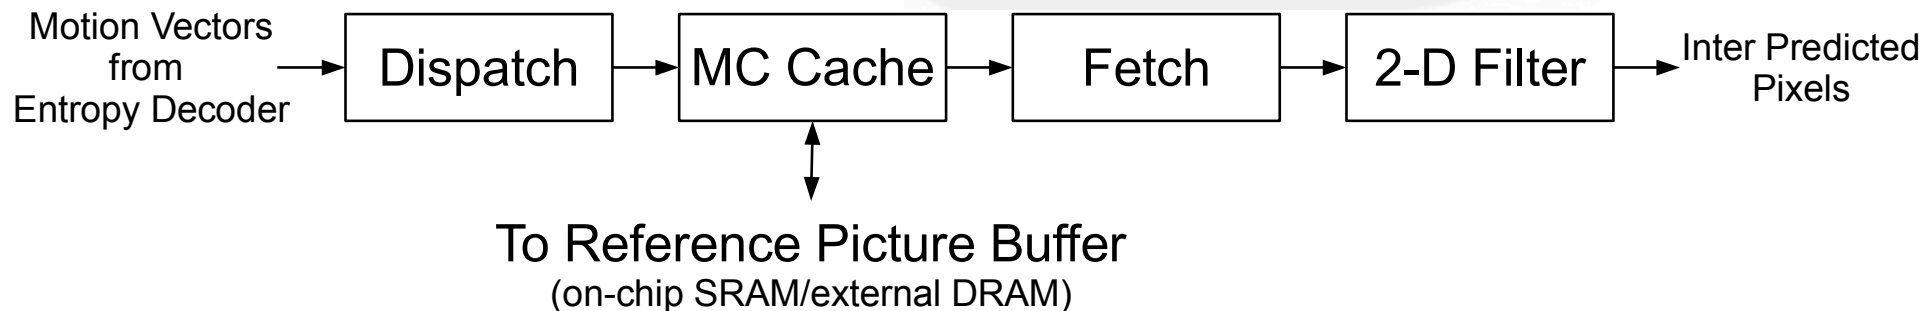 Motion Vectors
from
Entropy Decoder
Dispatch
MC Cache
Fetch
2-D Filter
Inter Predicted
Pixels
To Reference Picture Buffer
(on-chip SRAM/external DRAM)